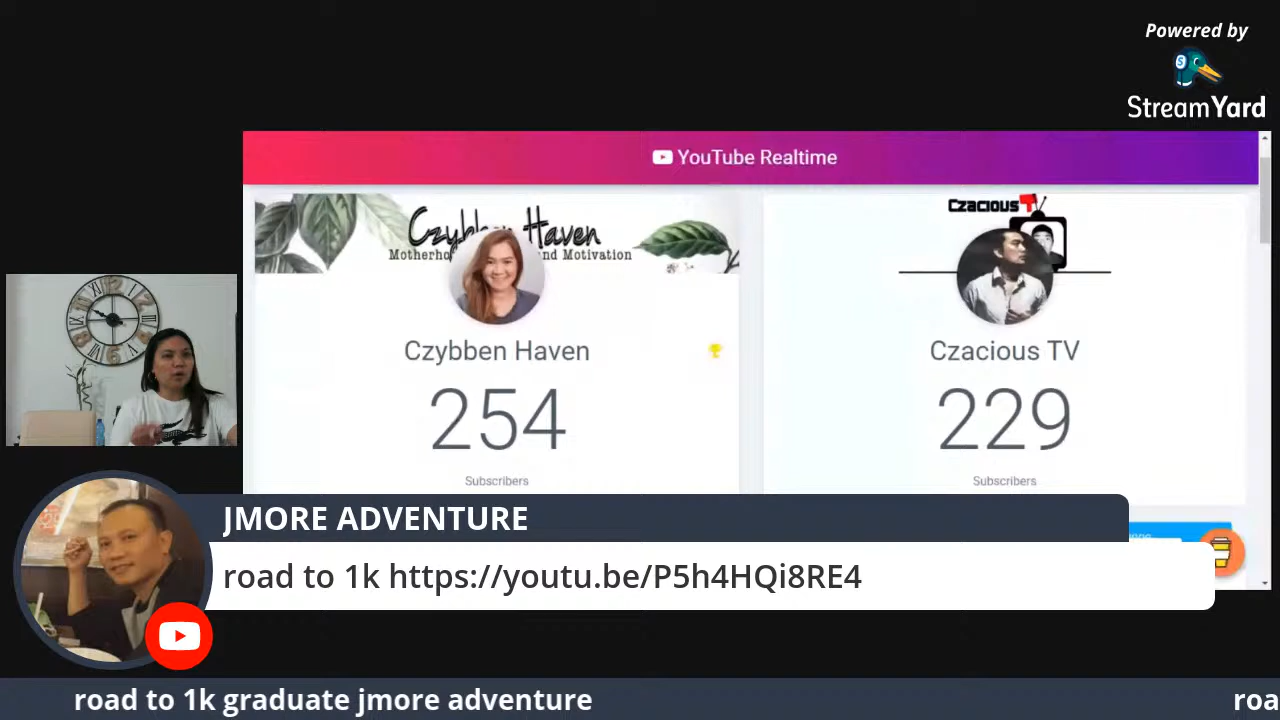 Powered by
StreamYard
YouTube Realtime
Czybben Haven
CZACIOUS T
Czybben Haven
Czacious TV
254
229
Subscribers
Subscribers
JMORE ADVENTURE
road to 1k https://youtu.be/P5h4HQi8RE4
road to 1k graduate jmore adventure
roa